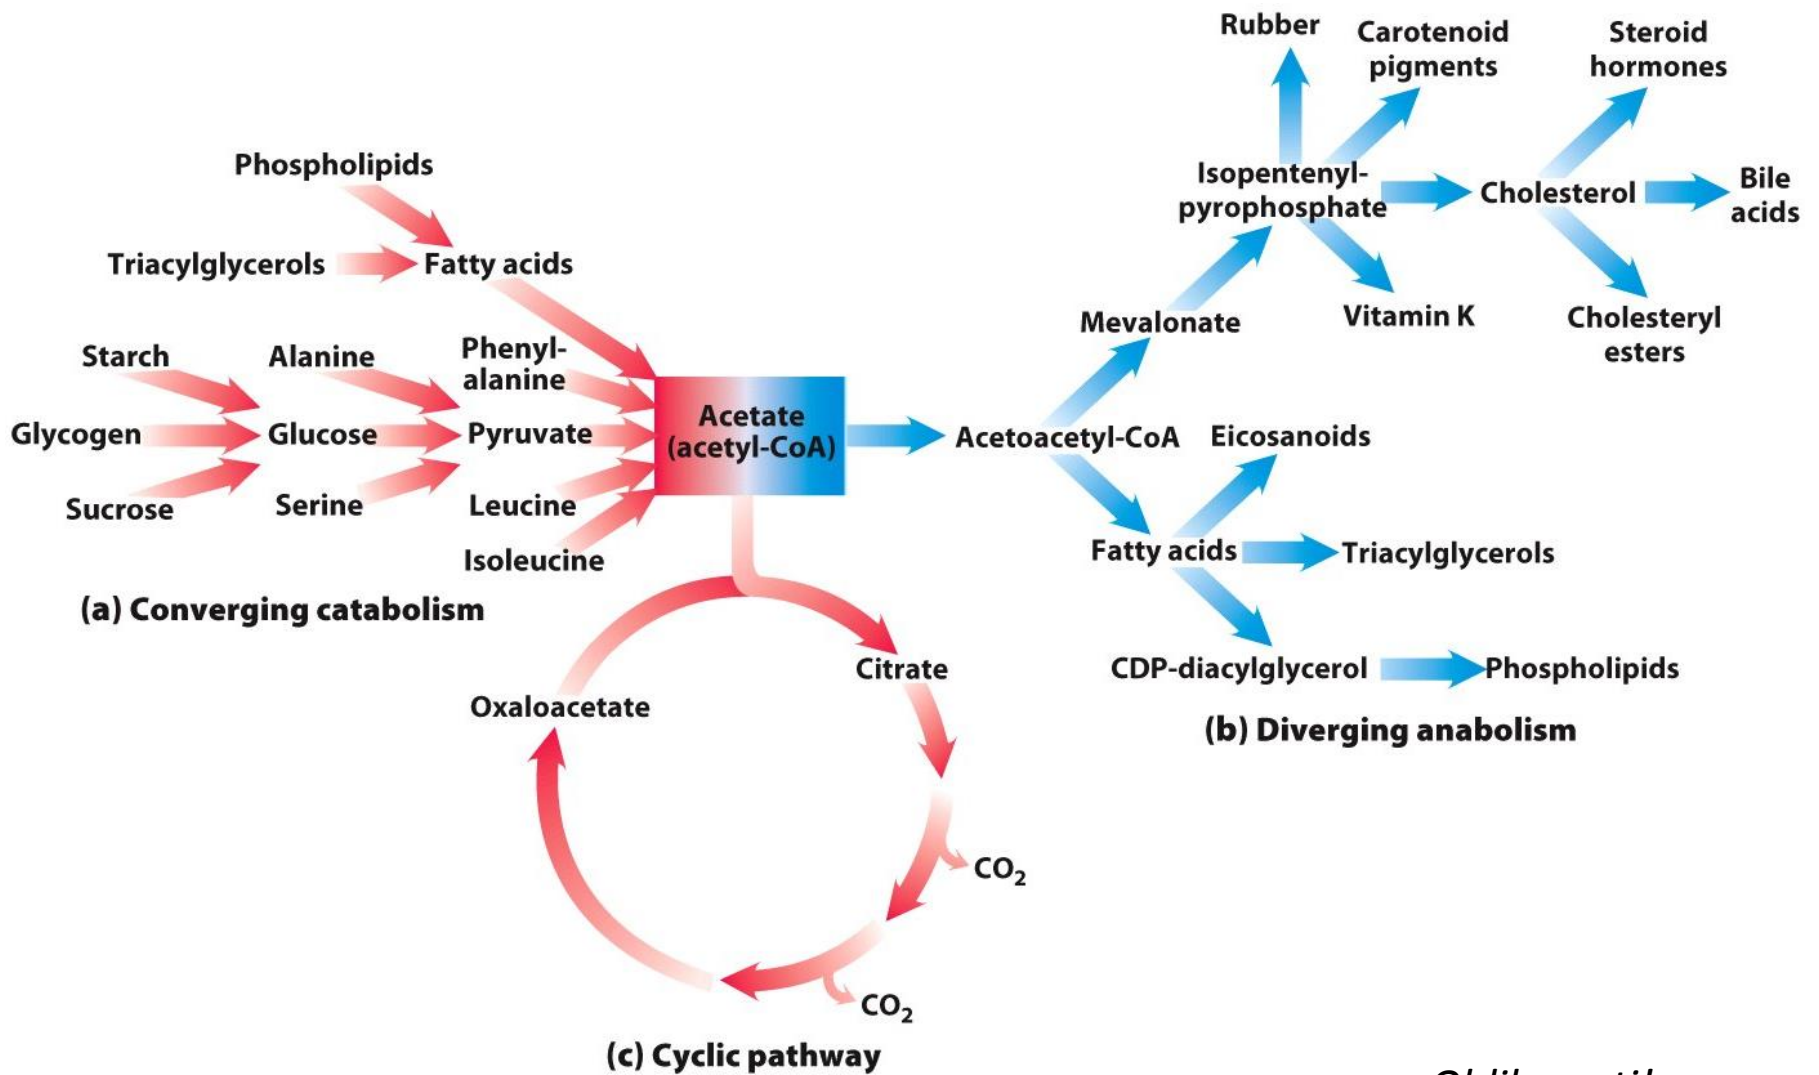 Rubber
Carotenoid
pigments
Steroid
hormones
Phospholipids
Isopentenyl-
pyrophosphate
Cholesterol
Bile
acids
Triacylglycerols
Fatty acids
Mevalonate
Vitamin K
Cholesteryl
esters
Starch
Alanine
Phenyl-
alanine
Glycogen
Glucose
Pyruvate
Acetate
(acetyl-CoA)
Acetoacetyl-CoA
Eicosanoids
Sucrose
Serine
Leucine
Isoleucine
Fatty acids
Triacylglycerols
(a) Converging catabolism
CDP-diacylglycerol
Phospholipids
(b) Diverging anabolism
Citrate
Oxaloacetate
CO₂
CO₂
(c) Cyclic pathway